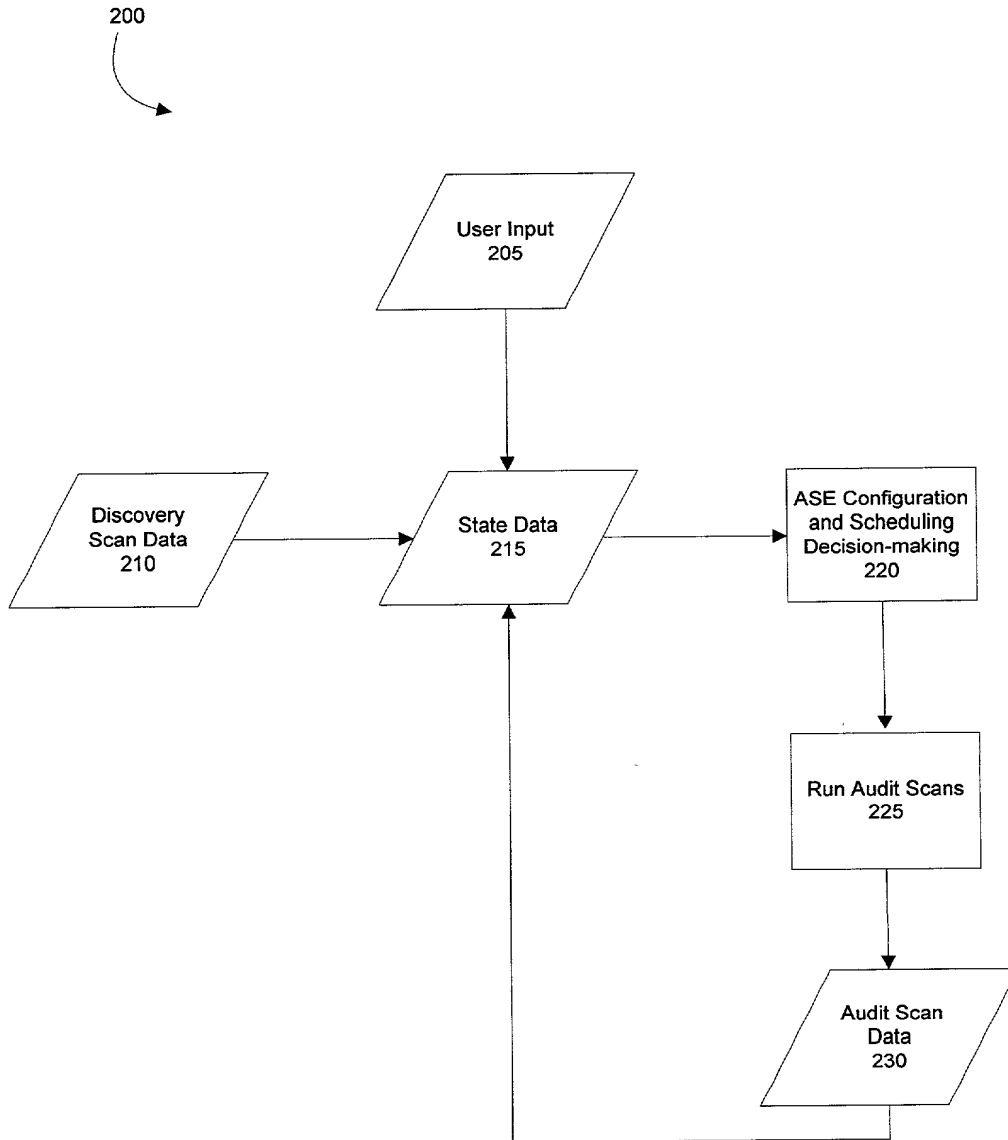 200
User Input
205
Discovery
Scan Data
210
State Data
215
ASE Configuration
and Scheduling
Decision-making
220
Run Audit Scans
225
Audit Scan
Data
230